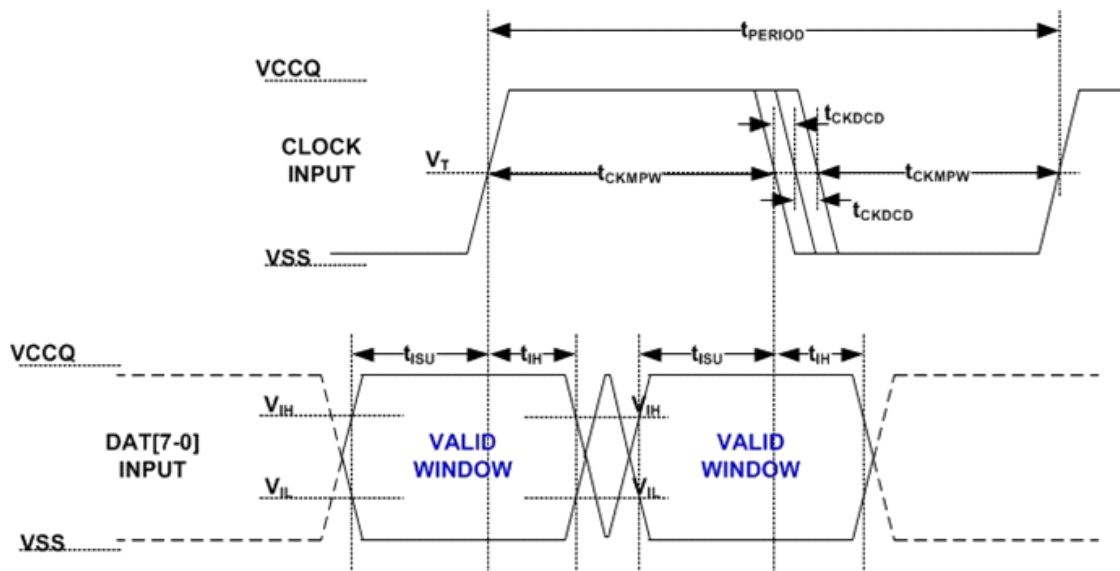 tPERIOD
VCCQ
tCKDCD
CLOCK
INPUT
VT
tCKMPW
tCKMPW
tCKDCD
VSS
VCCQ
tISU
tIH
tISU
tIH
VIH
VIH
DAT[7-0]
INPUT
VALID
WINDOW
VALID
WINDOW
VIL
VIL
VSS